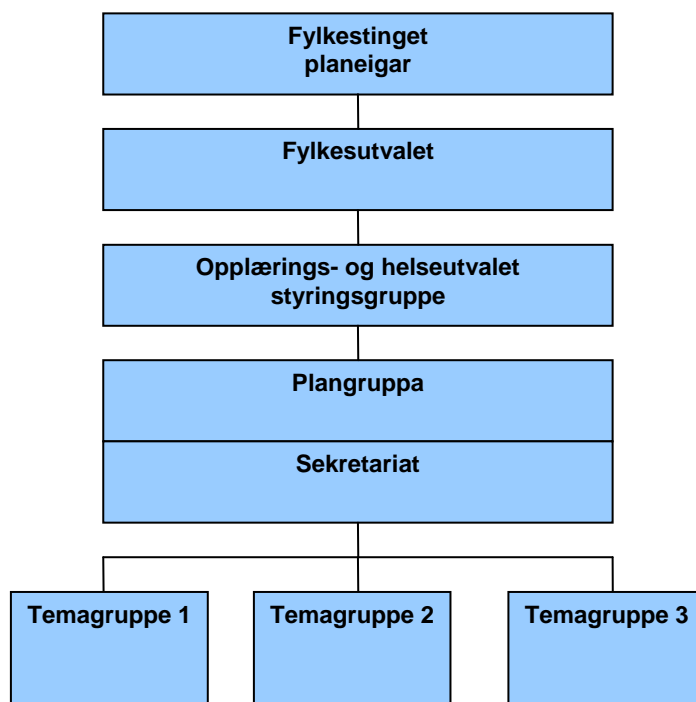 Fylkestinget
planeigar
Fylkesutvalet
Opplærings- og helseutvalet
styringsgruppe
Plangruppa
Sekretariat
Temagruppe 1
Temagruppe 2
Temagruppe 3